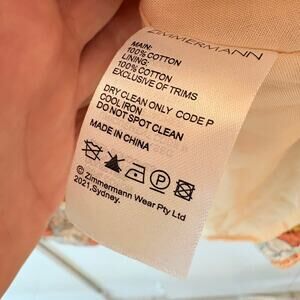 ZIMMERMANN
MAIN:
100% COTTON
LINING:
100% COTTON
EXCLUSIVE OF TRIMS
DRY CLEAN ONLY CODE P
COOL IRON
DO NOT SPOT CLEAN
MADE IN CHINA
P
© Zimmermann Wear Pty Ltd
2021, Sydney.